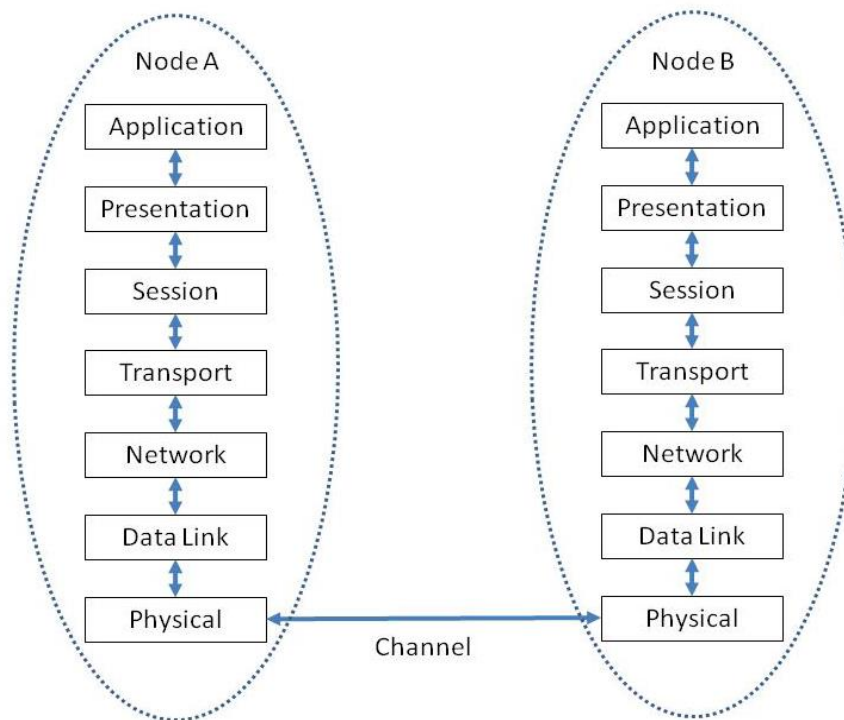 Node A
Application
Presentation
Session
Transport
Network
Data Link
Physical
Node B
Application
Presentation
Session
Transport
Network
Data Link
Physical
Channel